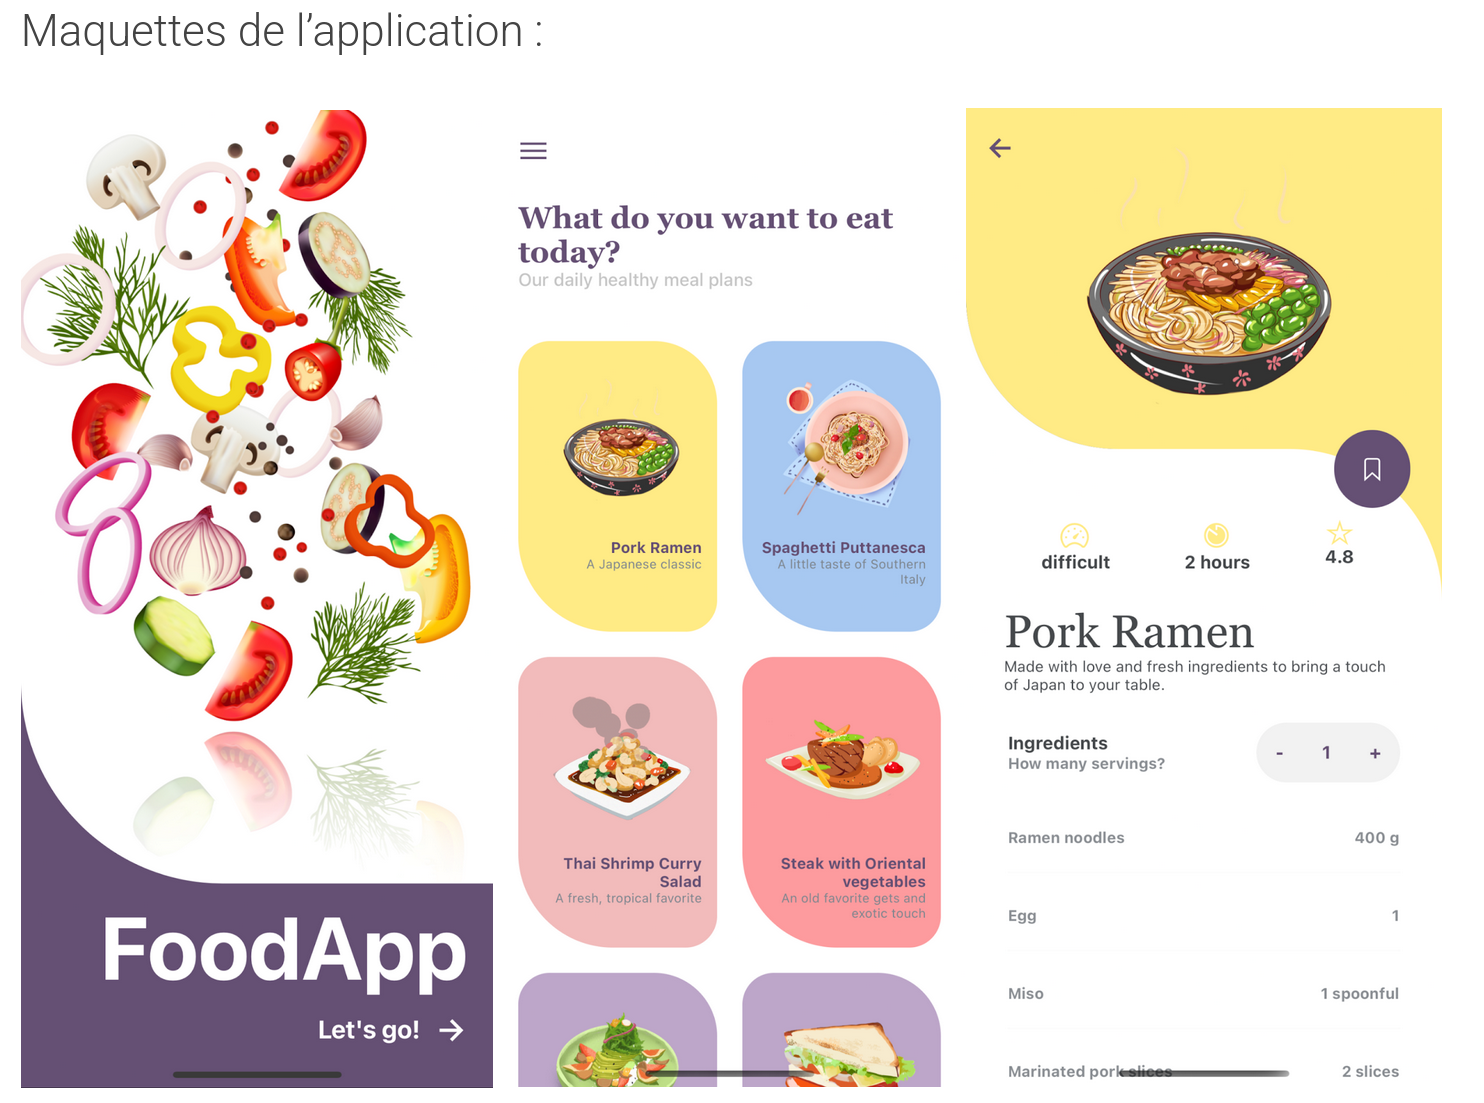 Maquettes de l’application :
FoodApp
Let's go!
What do you want to eat
today?
Our daily healthy meal plans
Pork Ramen
A Japanese classic
Spaghetti Puttanesca
A little taste of Southern
Italy
Thai Shrimp Curry
Salad
A fresh, tropical favorite
Steak with Oriental
vegetables
An old favorite gets and
exotic touch
difficult
2 hours
4.8
Pork Ramen
Made with love and fresh ingredients to bring a touch
of Japan to your table.
Ingredients
How many servings?
- 1 +
Ramen noodles 400 g
Egg 1
Miso 1 spoonful
Marinated pork slices 2 slices